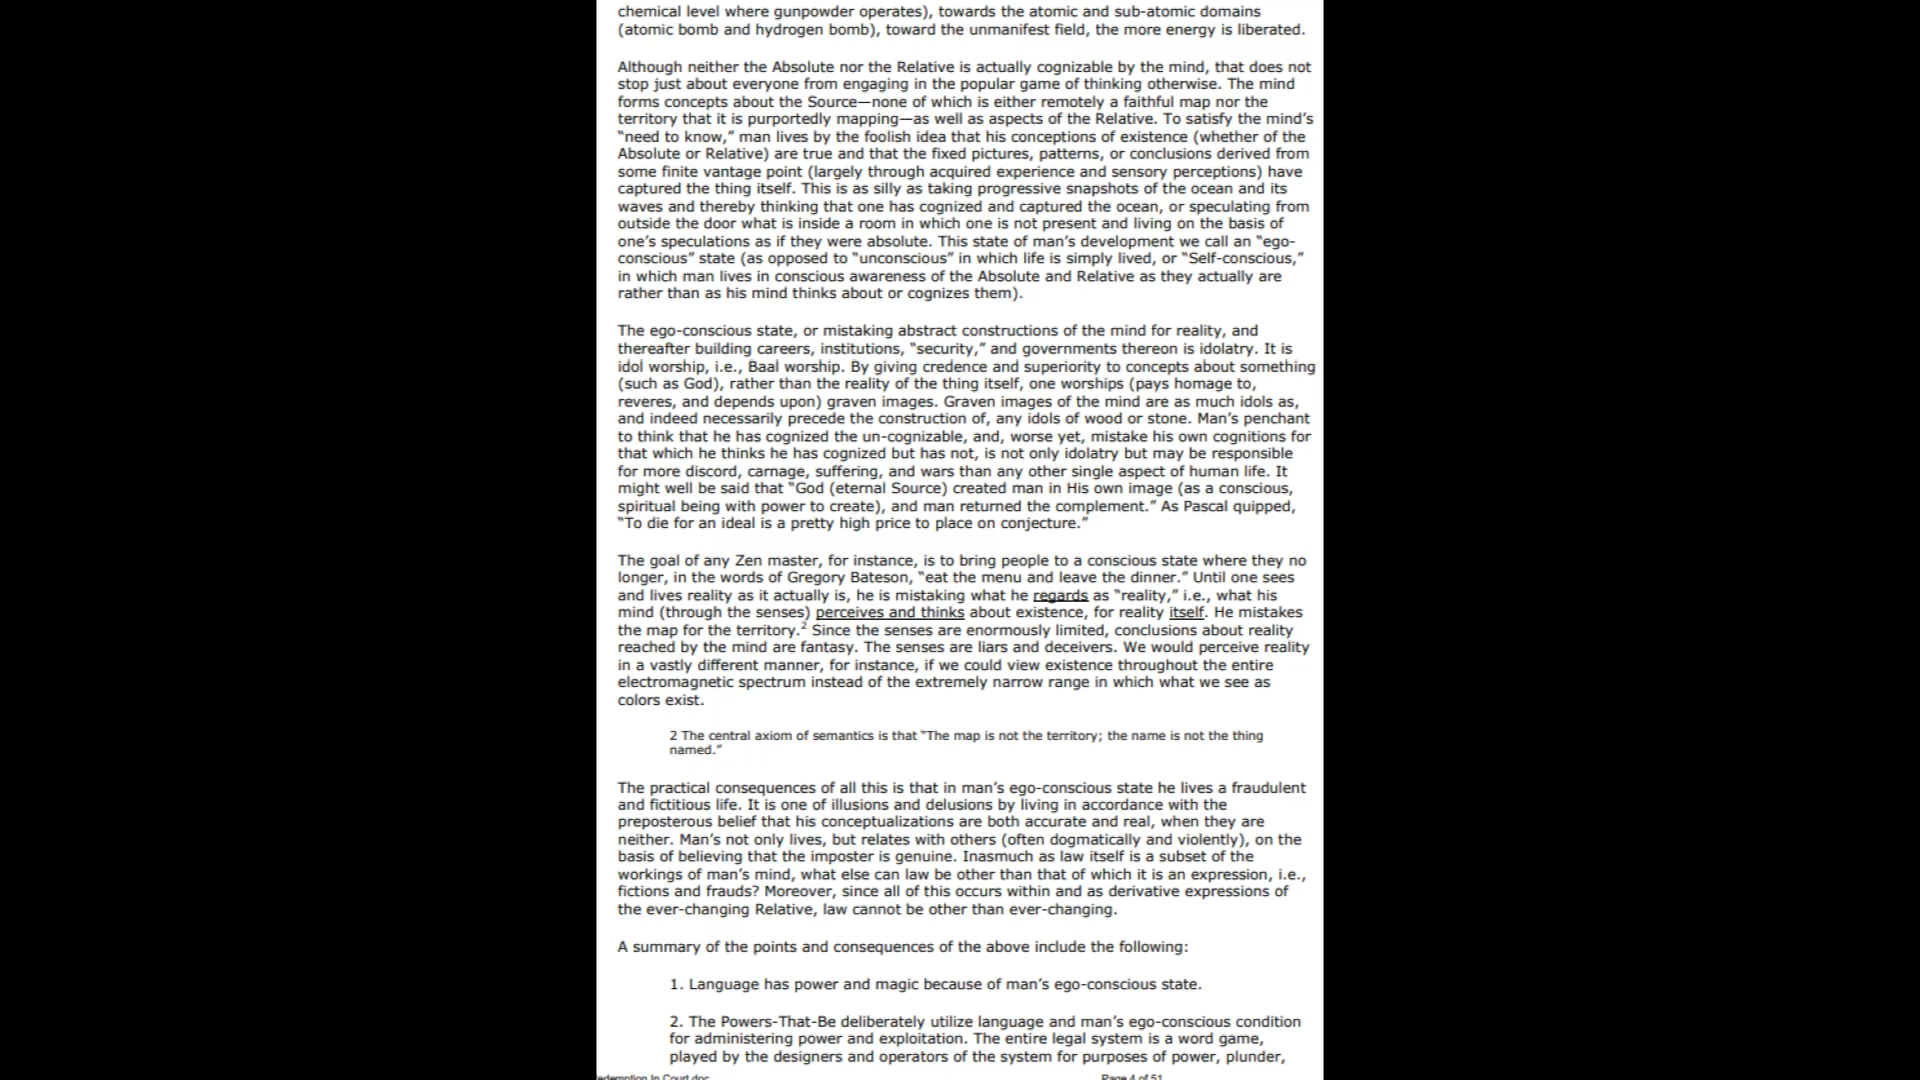 chemical level where gunpowder operates), towards the atomic and sub-atomic domains
(atomic bomb and hydrogen bomb), toward the unmanifest field, the more energy is liberated.
Although neither the Absolute nor the Relative is actually cognizable by the mind, that does not
stop just about everyone from engaging in the popular game of thinking otherwise. The mind
forms concepts about the Source—none of which is either remotely a faithful map nor the
territory that it is purportedly mapping—as well as aspects of the Relative. To satisfy the mind's
“need to know,” man lives by the foolish idea that his conceptions of existence (whether of the
Absolute or Relative) are true and that the fixed pictures, patterns, or conclusions derived from
some finite vantage point (largely through acquired experience and sensory perceptions) have
captured the thing itself. This is as silly as taking progressive snapshots of the ocean and its
waves and thereby thinking that one has cognized and captured the ocean, or speculating from
outside the door what is inside a room in which one is not present and living on the basis of
one's speculations as if they were absolute. This state of man's development we call an “ego-
conscious” state (as opposed to “unconscious” in which life is simply lived, or “Self-conscious,”
in which man lives in conscious awareness of the Absolute and Relative as they actually are
rather than as his mind thinks about or cognizes them).
The ego-conscious state, or mistaking abstract constructions of the mind for reality, and
thereafter building careers, institutions, “security,” and governments thereon is idolatry. It is
idol worship, i.e., Baal worship. By giving credence and superiority to concepts about something
(such as God), rather than the reality of the thing itself, one worships (pays homage to,
reveres, and depends upon) graven images. Graven images of the mind are as much idols as,
and indeed necessarily precede the construction of, any idols of wood or stone. Man's penchant
to think that he has cognized the un-cognizable, and, worse yet, mistake his own cognitions for
that which he thinks he has cognized but has not, is not only idolatry but may be responsible
for more discord, carnage, suffering, and wars than any other single aspect of human life. It
might well be said that “God (eternal Source) created man in His own image (as a conscious,
spiritual being with power to create), and man returned the complement.” As Pascal quipped,
“To die for an ideal is a pretty high price to place on conjecture.”
The goal of any Zen master, for instance, is to bring people to a conscious state where they no
longer, in the words of Gregory Bateson, “eat the menu and leave the dinner.” Until one sees
and lives reality as it actually is, he is mistaking what he regards as “reality,” i.e., what his
mind (through the senses) perceives and thinks about existence, for reality itself. He mistakes
the map for the territory.2 Since the senses are enormously limited, conclusions about reality
reached by the mind are fantasy. The senses are liars and deceivers. We would perceive reality
in a vastly different manner, for instance, if we could view existence throughout the entire
electromagnetic spectrum instead of the extremely narrow range in which what we see as
colors exist.
2 The central axiom of semantics is that “The map is not the territory; the name is not the thing
named.”
The practical consequences of all this is that in man's ego-conscious state he lives a fraudulent
and fictitious life. It is one of illusions and delusions by living in accordance with the
preposterous belief that his conceptualizations are both accurate and real, when they are
neither. Man's not only lives, but relates with others (often dogmatically and violently), on the
basis of believing that the imposter is genuine. Inasmuch as law itself is a subset of the
workings of man's mind, what else can law be other than that of which it is an expression, i.e.,
fictions and frauds? Moreover, since all of this occurs within and as derivative expressions of
the ever-changing Relative, law cannot be other than ever-changing.
A summary of the points and consequences of the above include the following:
1. Language has power and magic because of man's ego-conscious state.
2. The Powers-That-Be deliberately utilize language and man's ego-conscious condition
for administering power and exploitation. The entire legal system is a word game,
played by the designers and operators of the system for purposes of power, plunder,
edemption In Court.doc Page 4 of 51